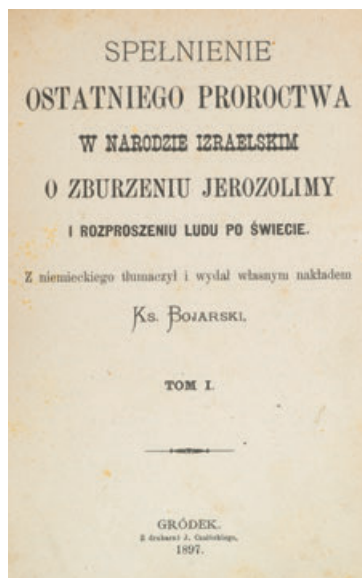 SPEŁNIENIE
OSTATNIEGO PROROCTWA
W NARODZIE IZRAELSKIM
O ZBURZENIU JEROZOLIMY
I ROZPROSZENIU LUDU PO ŚWIECIE.
Z niemieckiego tłumaczył i wydał własnym nakładem
Ks. Bojarski.
TOM I.
GRÓDEK.
Z drukarni J.
1897.